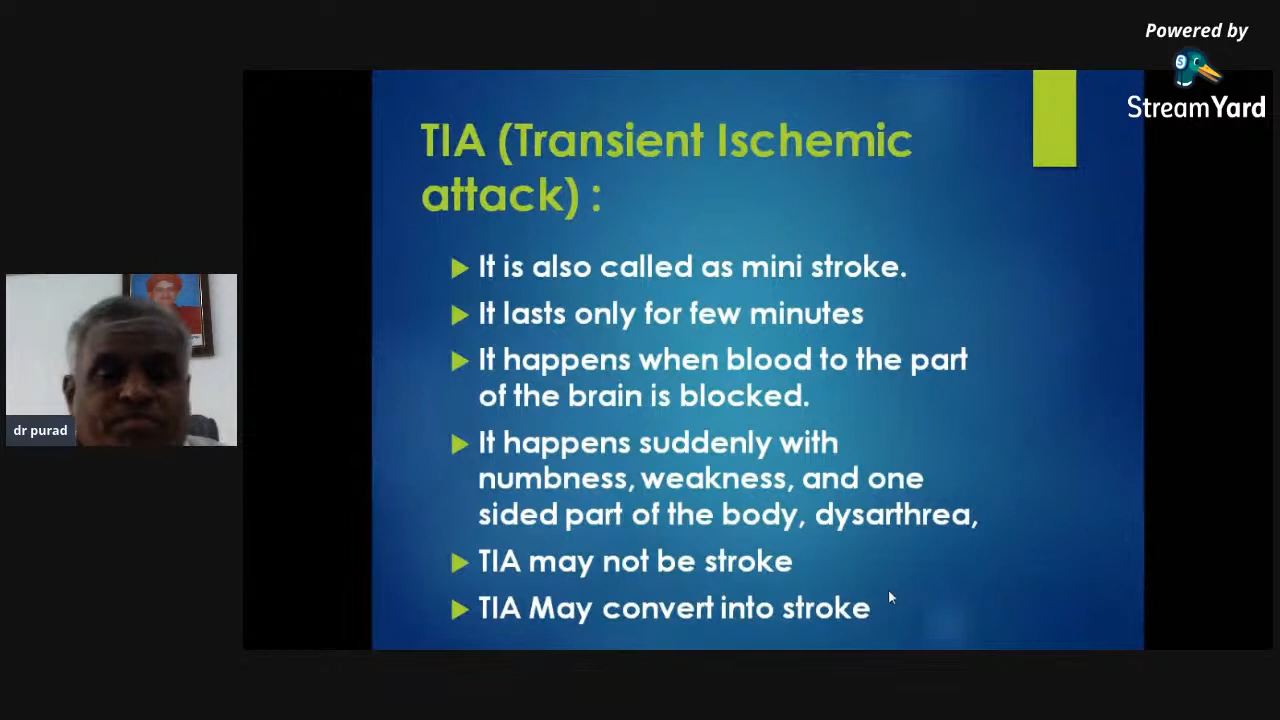 Powered by
StreamYard
TIA (Transient Ischemic
attack) :
It is also called as mini stroke.
It lasts only for few minutes
It happens when blood to the part
of the brain is blocked.
It happens suddenly with
numbness, weakness, and one
sided part of the body, dysarthrea,
TIA may not be stroke
TIA May convert into stroke
dr purad